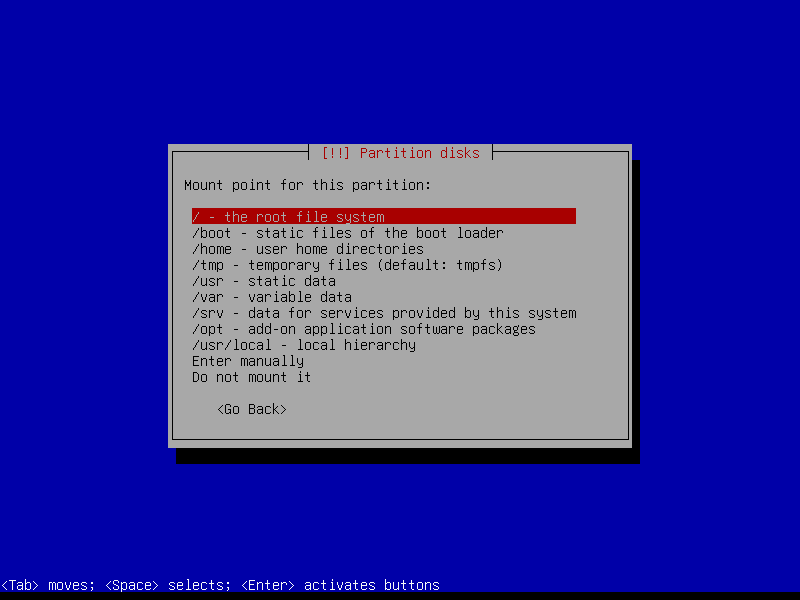 [!!] Partition disks
Mount point for this partition:
/ - the root file system
/boot - static files of the boot loader
/home - user home directories
/tmp - temporary files (default: tmpfs)
/usr - static data
/var - variable data
/srv - data for services provided by this system
/opt - add-on application software packages
/usr/local - local hierarchy
Enter manually
Do not mount it
<Go Back>
<Tab> moves; <Space> selects; <Enter> activates buttons